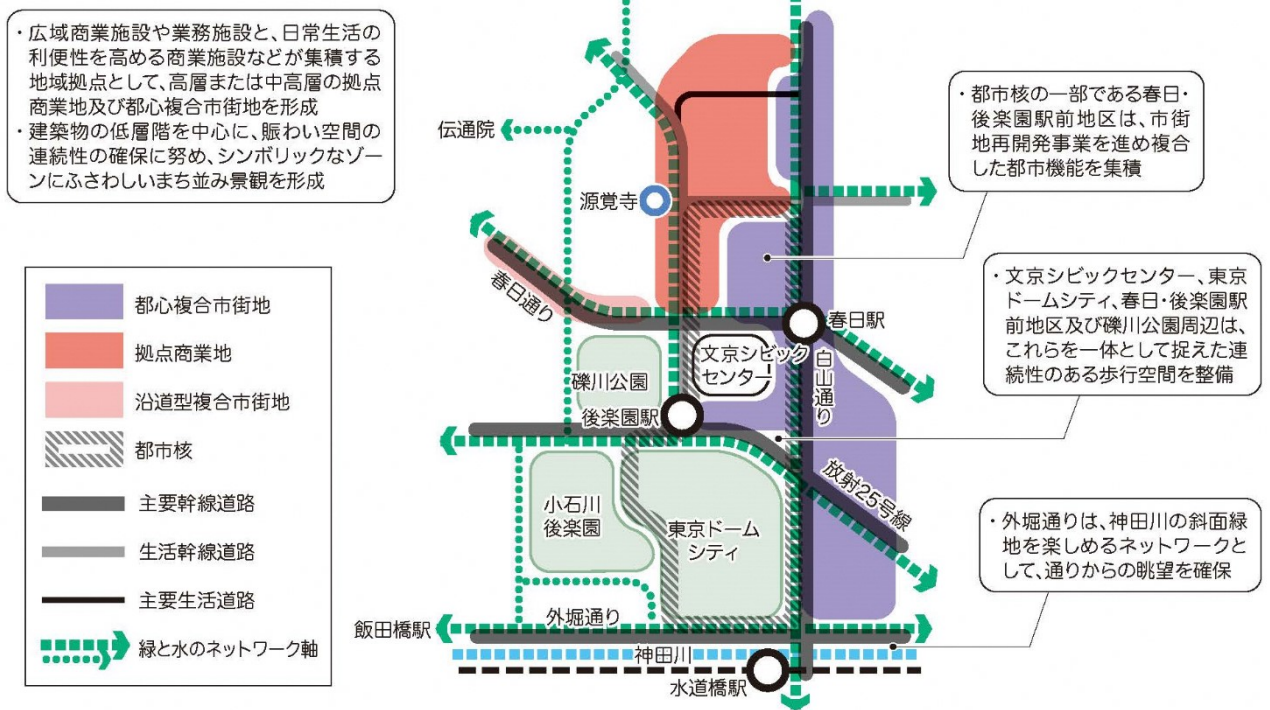 ・広域商業施設や業務施設と、日常生活の
利便性を高める商業施設などが集積する
地域拠点として、高層または中高層の拠点
商業地及び都心複合市街地を形成
・建築物の低層階を中心に、賑わい空間の
連続性の確保に努め、シンボリックなゾー
ンにふさわしいまち並み景観を形成
・都市核の一部である春日・
後楽園駅前地区は、市街
地再開発事業を進め複合
した都市機能を集積
・文京シビックセンター、東京
ドームシティ、春日・後楽園駅
前地区及び礫川公園周辺は、
これらを一体として捉えた連
続性のある歩行空間を整備
・外堀通りは、神田川の斜面緑
地を楽しめるネットワークと
して、通りからの眺望を確保
都心複合市街地
拠点商業地
沿道型複合市街地
都市核
主要幹線道路
生活幹線道路
主要生活道路
緑と水のネットワーク軸
伝通院
源覚寺
春日通り
春日駅
文京シビック
センター
白山通り
礫川公園
後楽園駅
放射25号線
小石川
後楽園
東京ドーム
シティ
外堀通り
飯田橋駅
神田川
水道橋駅